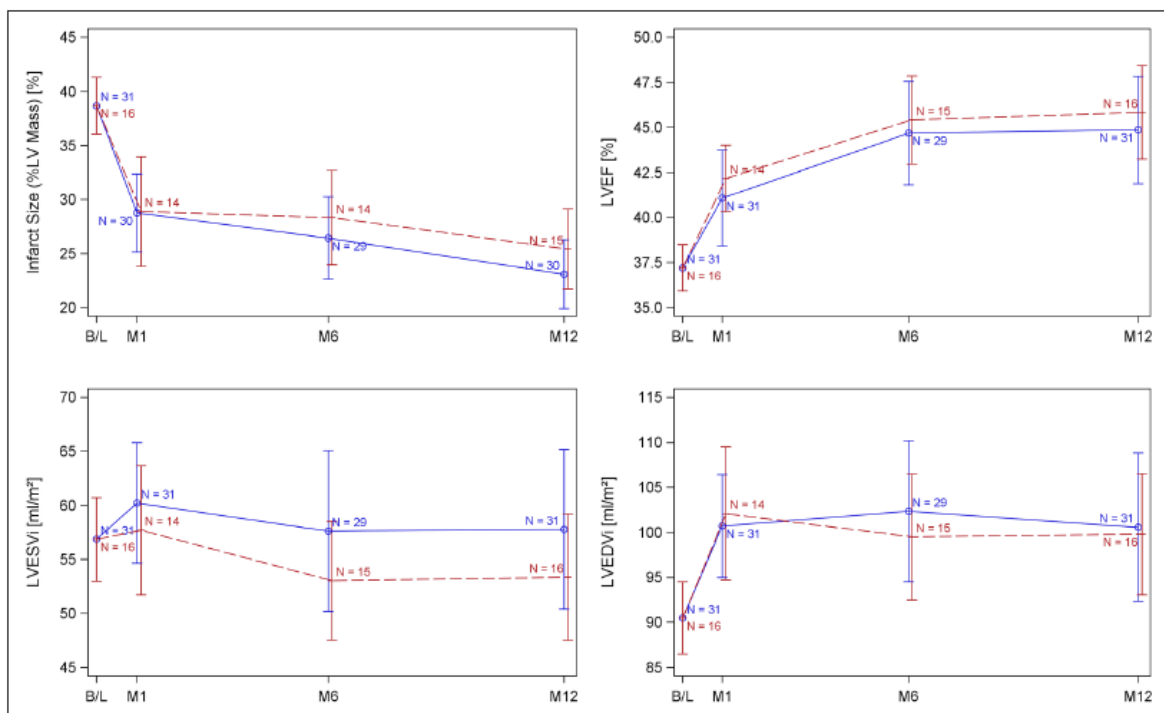 Infarct Size (%LV Mass) [%]
45
40
35
30
25
20
N = 31
N = 16
N = 14
N = 30
N = 14
N = 29
N = 15
N = 30
B/L
M1
M6
M12
LVEF [%]
50.0
47.5
45.0
42.5
40.0
37.5
35.0
N = 31
N = 16
N = 14
N = 31
N = 15
N = 29
N = 16
N = 31
B/L
M1
M6
M12
LVESVi [ml/m²]
70
65
60
55
50
45
N = 31
N = 16
N = 31
N = 14
N = 29
N = 15
N = 31
N = 16
B/L
M1
M6
M12
LVEDVi [ml/m²]
115
110
105
100
95
90
85
N = 31
N = 16
N = 14
N = 31
N = 29
N = 15
N = 31
N = 16
B/L
M1
M6
M12